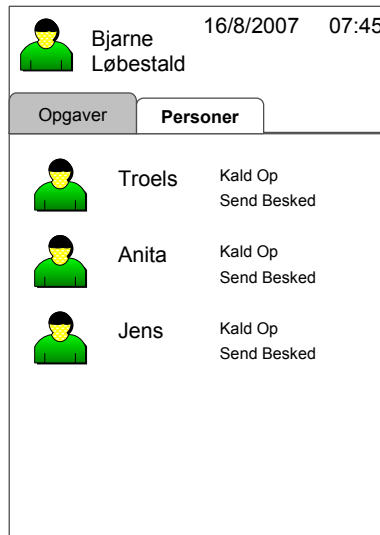 Bjarne
Løbestald
16/8/2007 07:45
Opgaver
Personer
Troels
Kald Op
Send Besked
Anita
Kald Op
Send Besked
Jens
Kald Op
Send Besked